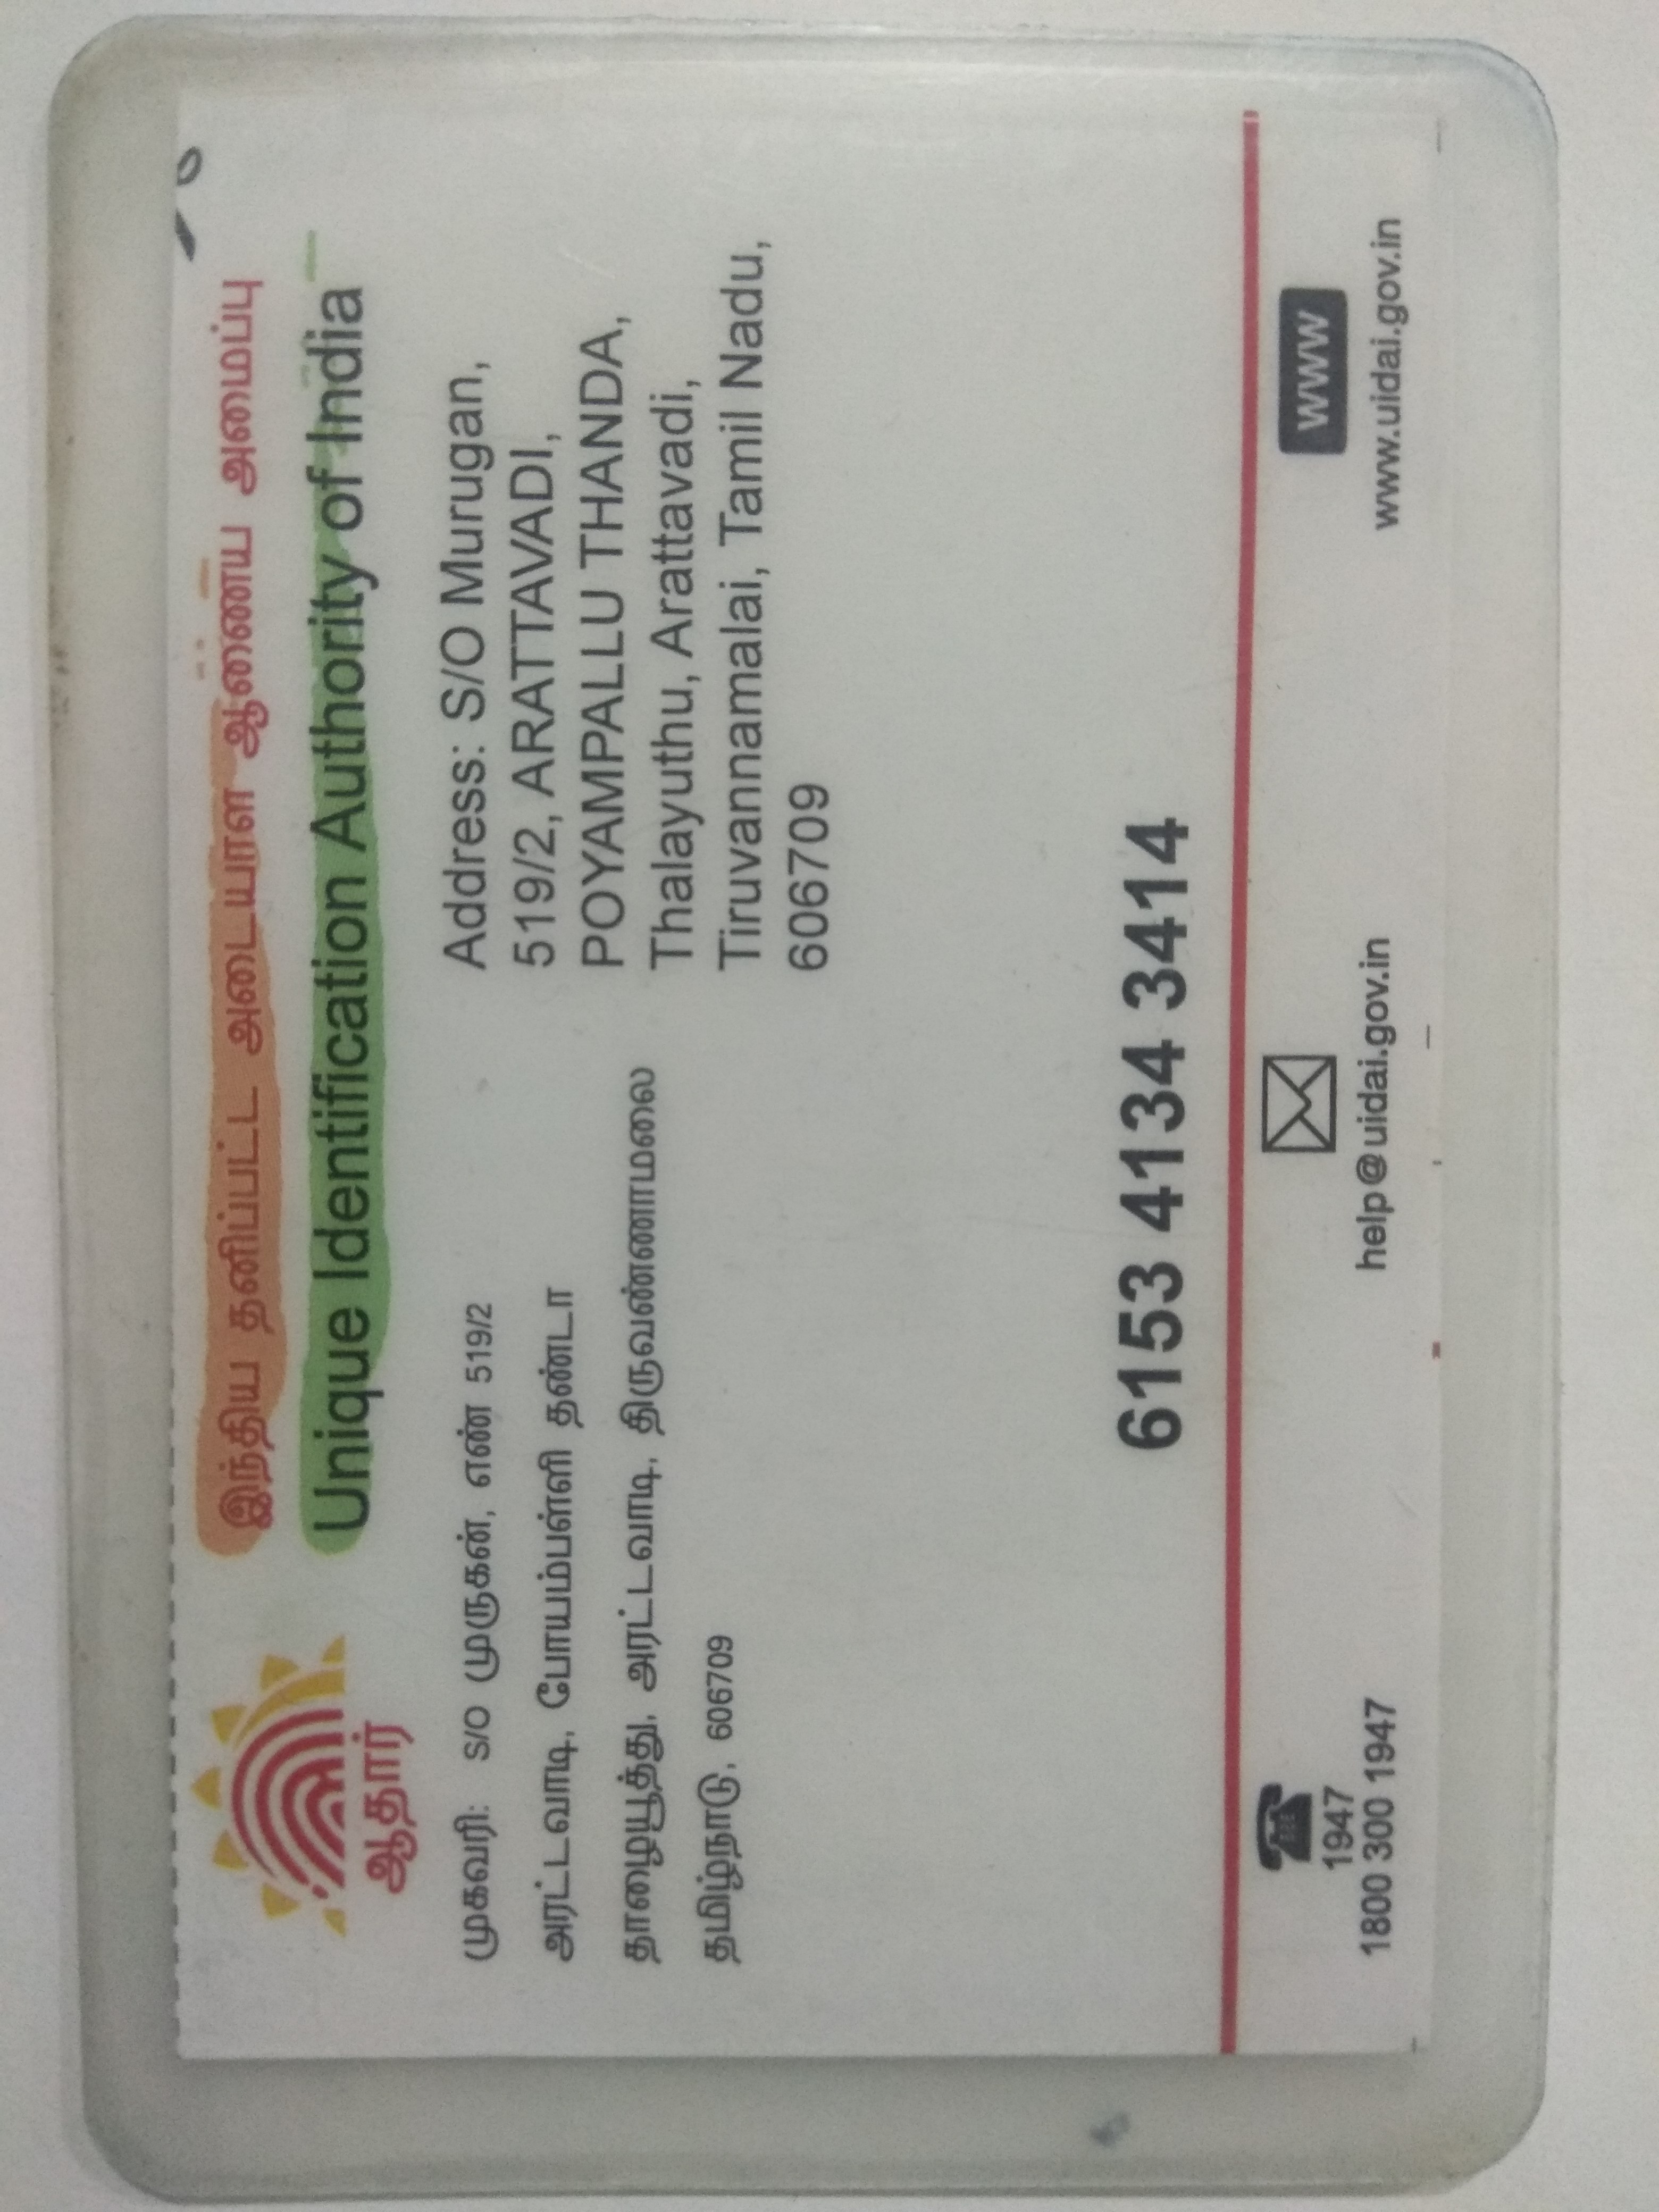 இந்திய தனிப்பட்ட அடையாள ஆணைய அமைப்பு
Unique Identification Authority of India
ஆதார்
முகவரி: S/O முருகன், எண் 519/2
அரட்டவாடி, போயம்பள்ளி தண்டா
தாழையூத்து, அரட்டவாடி, திருவண்ணாமலை
தமிழ்நாடு, 606709
Address: S/O Murugan,
519/2, ARATTAVADI,
POYAMPALLU THANDA,
Thalayuthu, Arattavadi,
Tiruvannamalai, Tamil Nadu,
606709
6153 4134 3414
1947
1800 300 1947
help@uidai.gov.in
www
www.uidai.gov.in